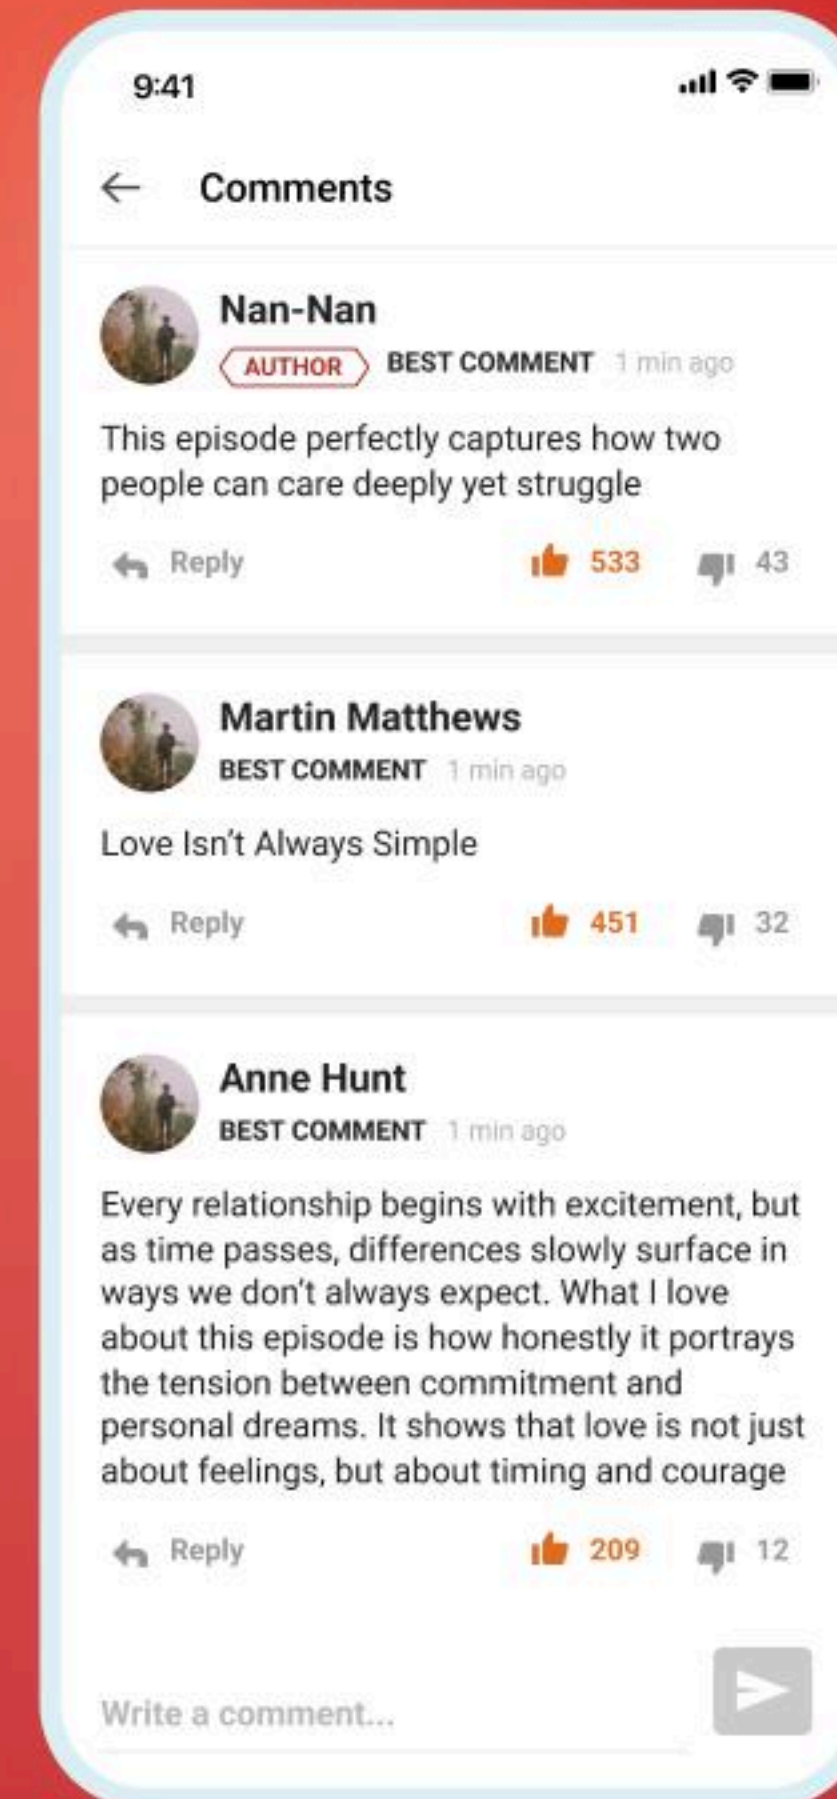 9:41
Comments
Nan-Nan
AUTHOR BEST COMMENT 1 min ago
This episode perfectly captures how two
people can care deeply yet struggle
Reply 533 43
Martin Matthews
BEST COMMENT 1 min ago
Love Isn’t Always Simple
Reply 451 32
Anne Hunt
BEST COMMENT 1 min ago
Every relationship begins with excitement, but
as time passes, differences slowly surface in
ways we don’t always expect. What I love
about this episode is how honestly it portrays
the tension between commitment and
personal dreams. It shows that love is not just
about feelings, but about timing and courage
Reply 209 12
Write a comment...